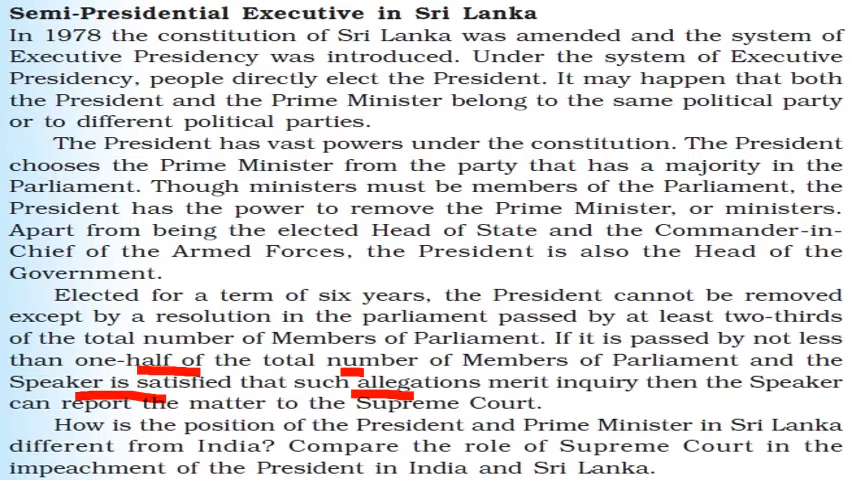 Semi-Presidential Executive in Sri Lanka
In 1978 the constitution of Sri Lanka was amended and the system of
Executive Presidency was introduced. Under the system of Executive
Presidency, people directly elect the President. It may happen that both
the President and the Prime Minister belong to the same political party
or to different political parties.
The President has vast powers under the constitution. The President
chooses the Prime Minister from the party that has a majority in the
Parliament. Though ministers must be members of the Parliament, the
President has the power to remove the Prime Minister, or ministers.
Apart from being the elected Head of State and the Commander-in-
Chief of the Armed Forces, the President is also the Head of the
Government.
Elected for a term of six years, the President cannot be removed
except by a resolution in the parliament passed by at least two-thirds
of the total number of Members of Parliament. If it is passed by not less
than one-half of the total number of Members of Parliament and the
Speaker is satisfied that such allegations merit inquiry then the Speaker
can report the matter to the Supreme Court.
How is the position of the President and Prime Minister in Sri Lanka
different from India? Compare the role of Supreme Court in the
impeachment of the President in India and Sri Lanka.